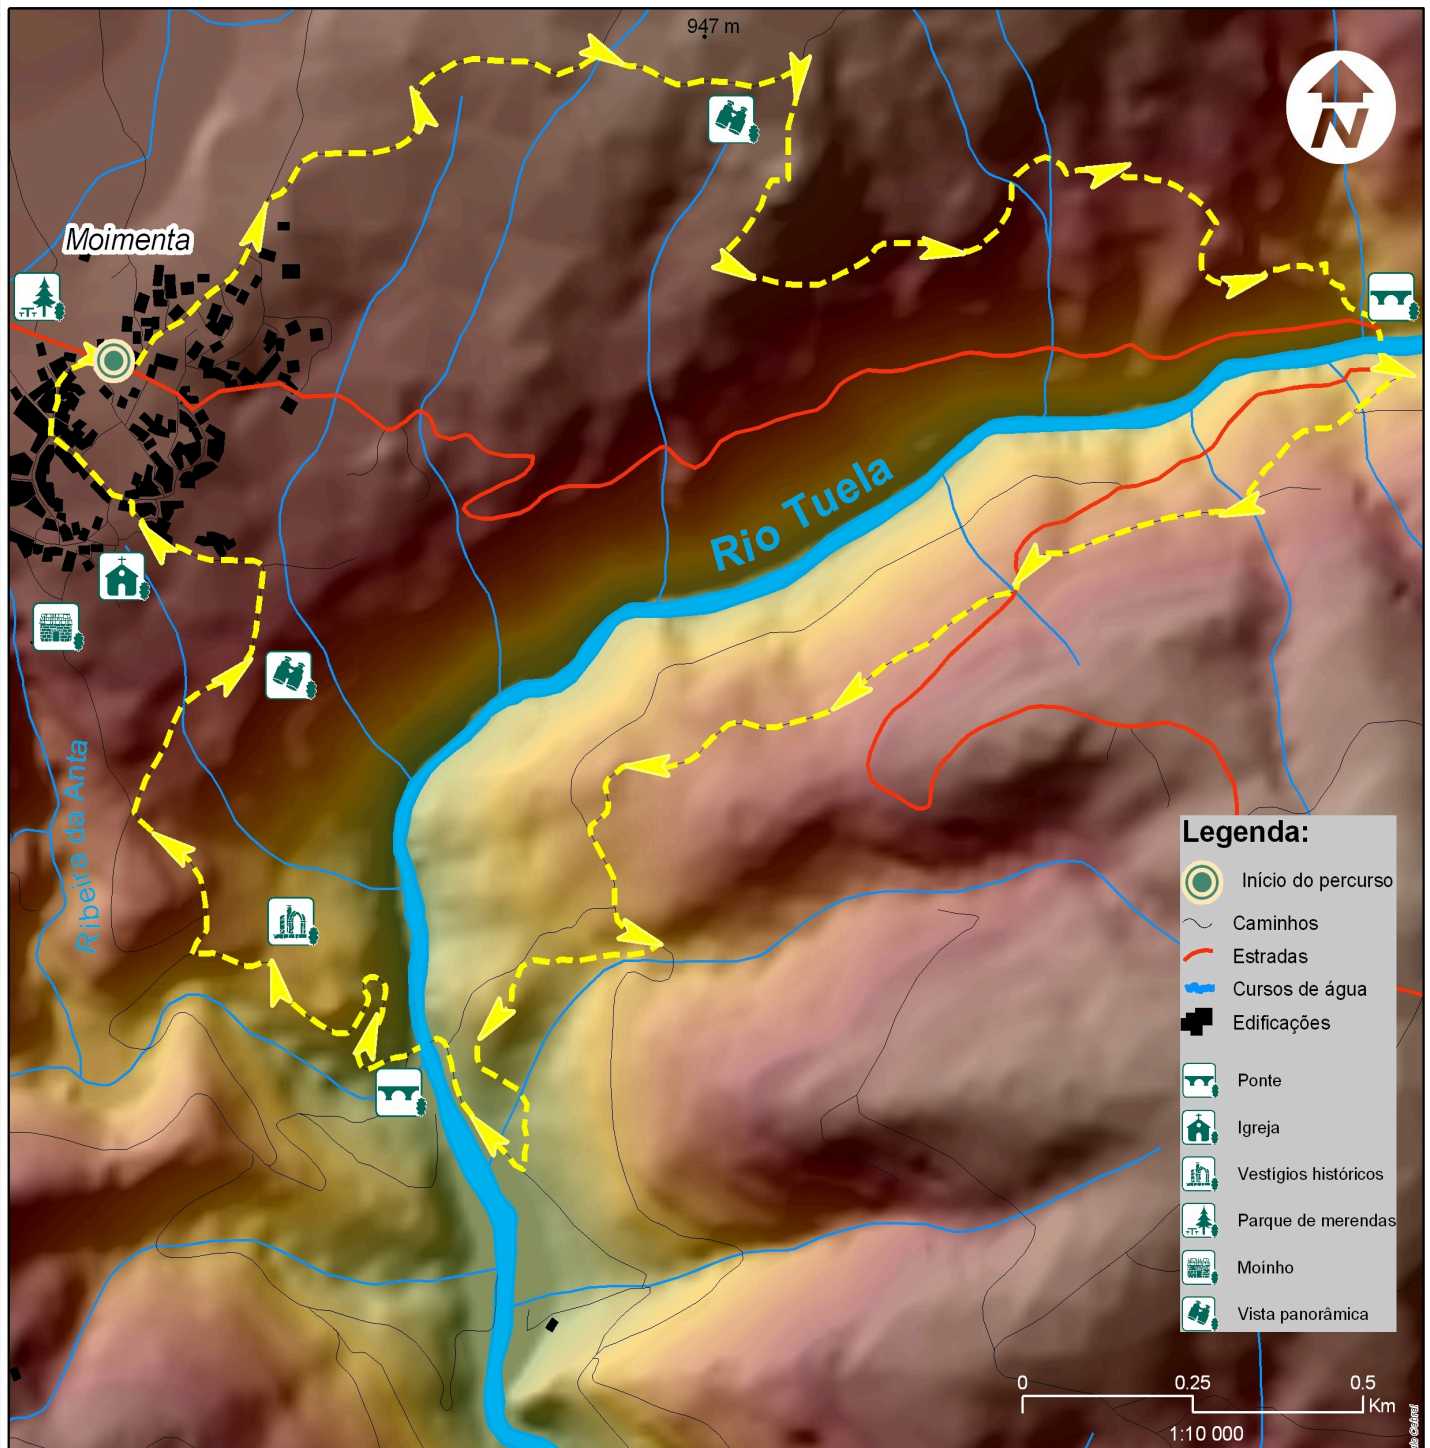 947 m
N
Moimenta
Rio Tuela
Ribeira da Anta
Legenda:
Início do percurso
Caminhos
Estradas
Cursos de água
Edificações
Ponte
Igreja
Vestígios históricos
Parque de merendas
Moinho
Vista panorâmica
0 0.25 0.5
Km
1:10 000
Cabral